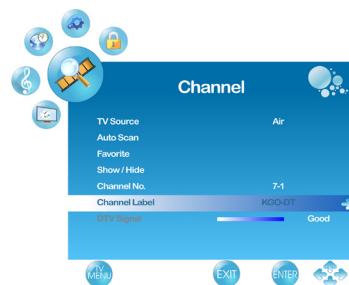 Channel
TV Source Air
Auto Scan
Favorite
Show / Hide
Channel No. 7-1
Channel Label KGO-DT
DTV Signal Good
TV MENU EXIT ENTER